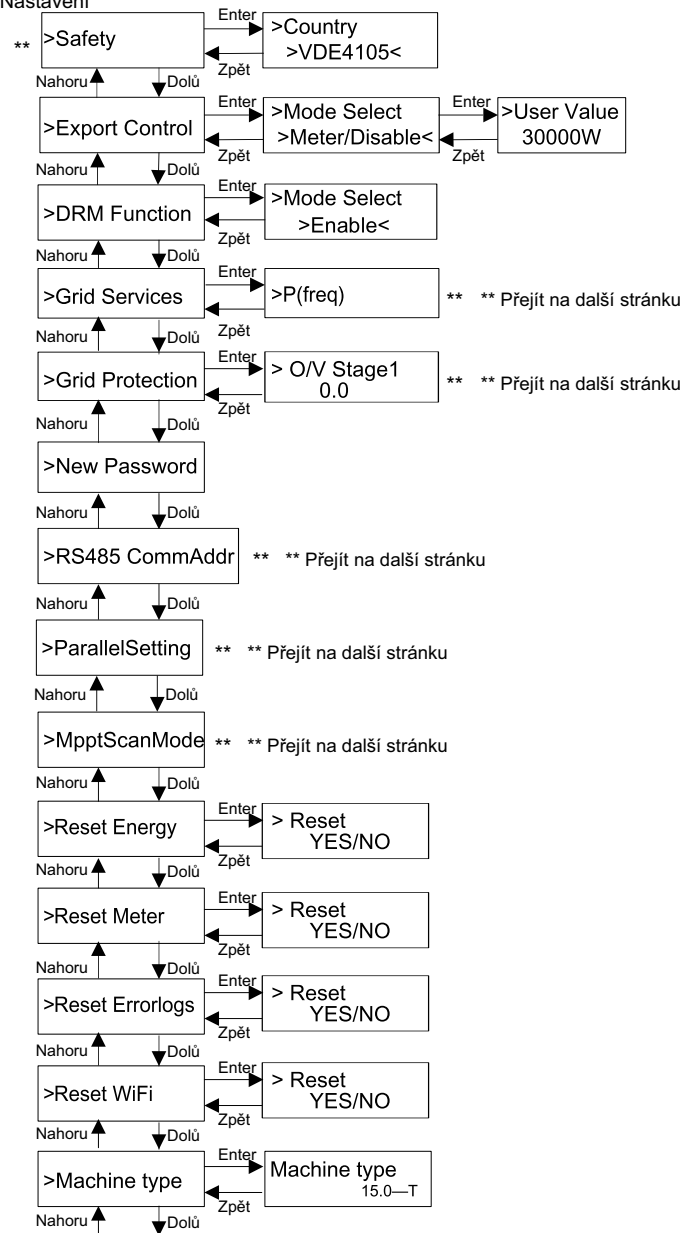 Nastavení
Enter
>Country
>Safety
**
>VDE4105<
Zpět
Nahoru
Dolů
Enter
>Mode Select
Enter
>User Value
>Export Control
>Meter/Disable<
30000W
Zpět
Zpět
Nahoru
Dolů
Enter
>Mode Select
>DRM Function
>Enable<
Zpět
Nahoru
Dolů
Enter
>Grid Services
>P(freq)
** ** Přejít na další stránku
Zpět
Nahoru
Dolů
Enter
> O/V Stage1
>Grid Protection
0.0
** ** Přejít na další stránku
Zpět
Nahoru
Dolů
>New Password
Nahoru
Dolů
>RS485 CommAddr
** ** Přejít na další stránku
Nahoru
Dolů
>ParallelSetting
** ** Přejít na další stránku
Nahoru
Dolů
>MpptScanMode
** ** Přejít na další stránku
Nahoru
Dolů
Enter
> Reset
>Reset Energy
YES/NO
Zpět
Nahoru
Dolů
Enter
> Reset
>Reset Meter
YES/NO
Zpět
Nahoru
Dolů
Enter
> Reset
>Reset Errorlogs
YES/NO
Zpět
Nahoru
Dolů
Enter
> Reset
>Reset WiFi
YES/NO
Zpět
Nahoru
Dolů
Enter
Machine type
>Machine type
15.0—T
Zpět
Nahoru
Dolů